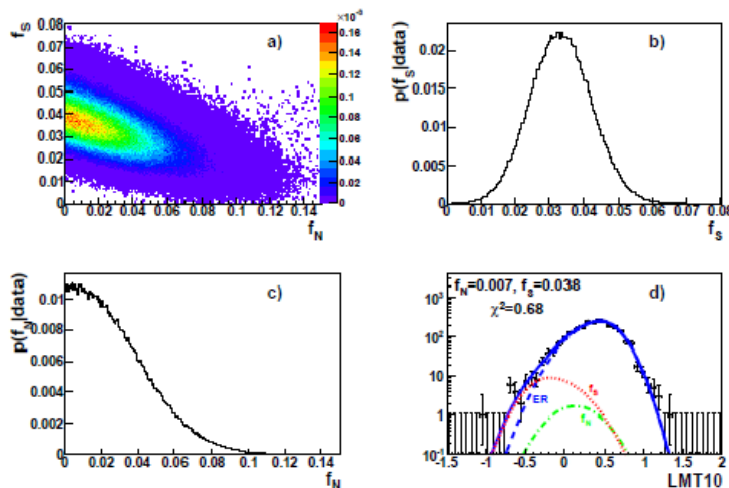 f_S
×10^-3
a)
0.08
0.07
0.06
0.05
0.04
0.03
0.02
0.01
0
0.16
0.14
0.12
0.1
0.08
0.06
0.04
0.02
0
0 0.02 0.04 0.06 0.08 0.10 0.12 0.14
f_N
p(f_S|data)
b)
0.02
0.015
0.01
0.005
0
0 0.01 0.02 0.03 0.04 0.05 0.06 0.07 0.08
f_S
p(f_N|data)
c)
0.01
0.008
0.006
0.004
0.002
0
0 0.02 0.04 0.06 0.08 0.10 0.12 0.14
f_N
f_N=0.007, f_S=0.038
χ²=0.68
d)
10²
10
1
10^-1
ER
f_S
f_N
-1.5 -1 -0.5 0 0.5 1 1.5 2
LMT10